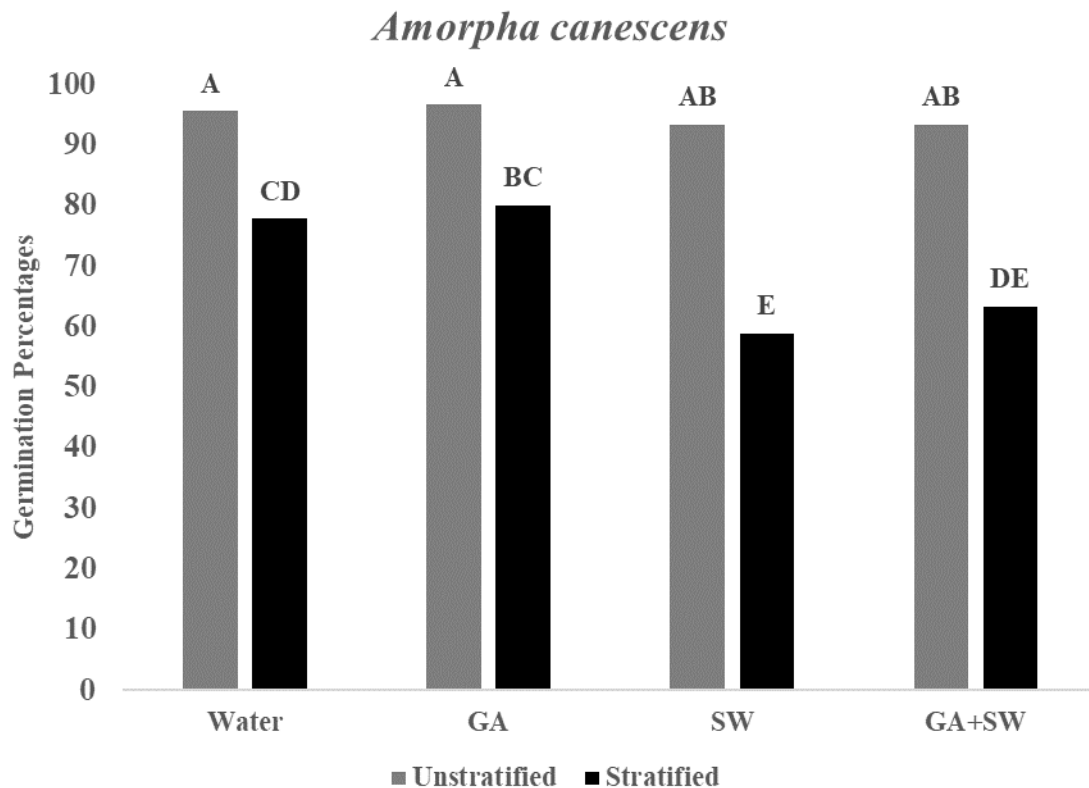 Amorpha canescens
Germination Percentages
100
90
80
70
60
50
40
30
20
10
0
A
CD
A
BC
AB
E
AB
DE
Water
GA
SW
GA+SW
Unstratified
Stratified